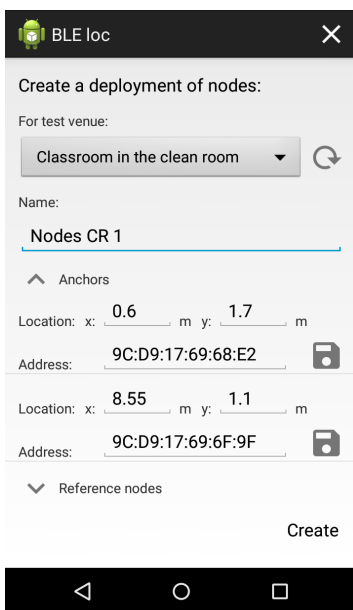 BLE loc
Create a deployment of nodes:
For test venue:
Classroom in the clean room
Name:
Nodes CR 1
Anchors
Location: x: 0.6 m y: 1.7 m
Address: 9C:D9:17:69:68:E2
Location: x: 8.55 m y: 1.1 m
Address: 9C:D9:17:69:6F:9F
Reference nodes
Create